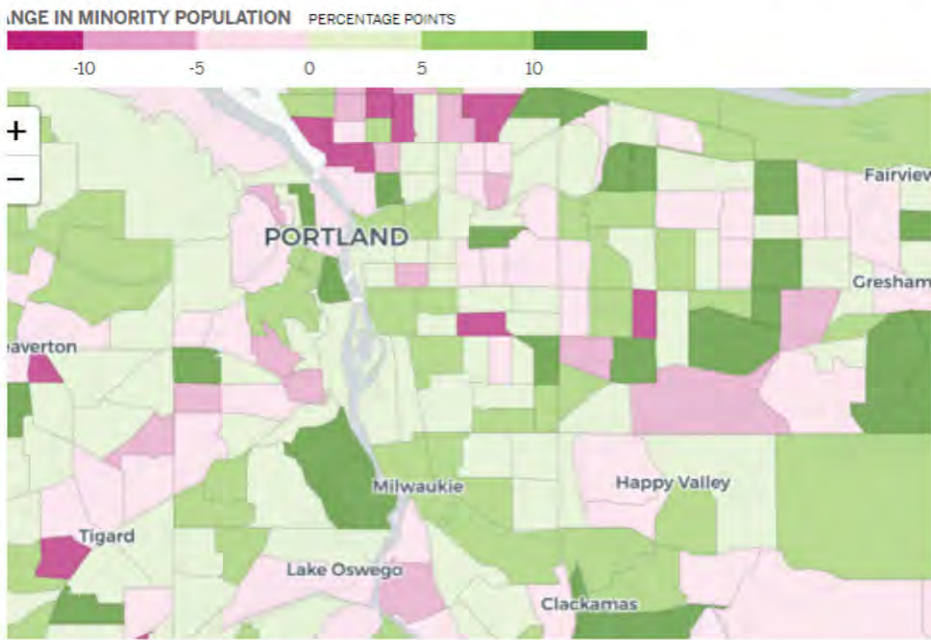 ANGE IN MINORITY POPULATION PERCENTAGE POINTS
-10 -5 0 5 10
+
−
Fairview
PORTLAND
Gresham
eaverton
Milwaukie
Happy Valley
Tigard
Lake Oswego
Clackamas